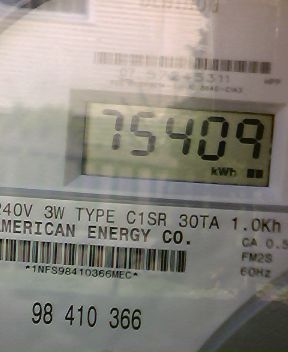 75409
kWh
240V 3W TYPE C1SR 30TA 1.0Kh
AMERICAN ENERGY CO.
CA 0.5
FM2S
60Hz
*1NFS98410366MEC*
98 410 366